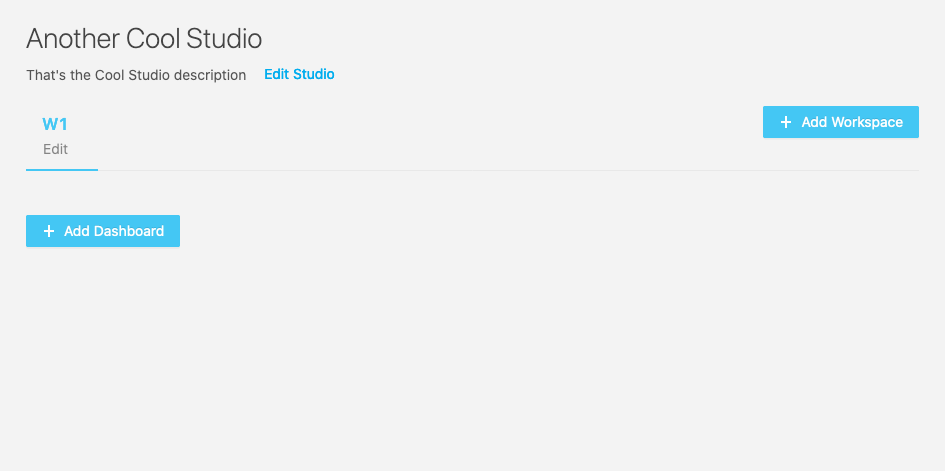 Another Cool Studio
That's the Cool Studio description Edit Studio
W1
+ Add Workspace
Edit
+ Add Dashboard